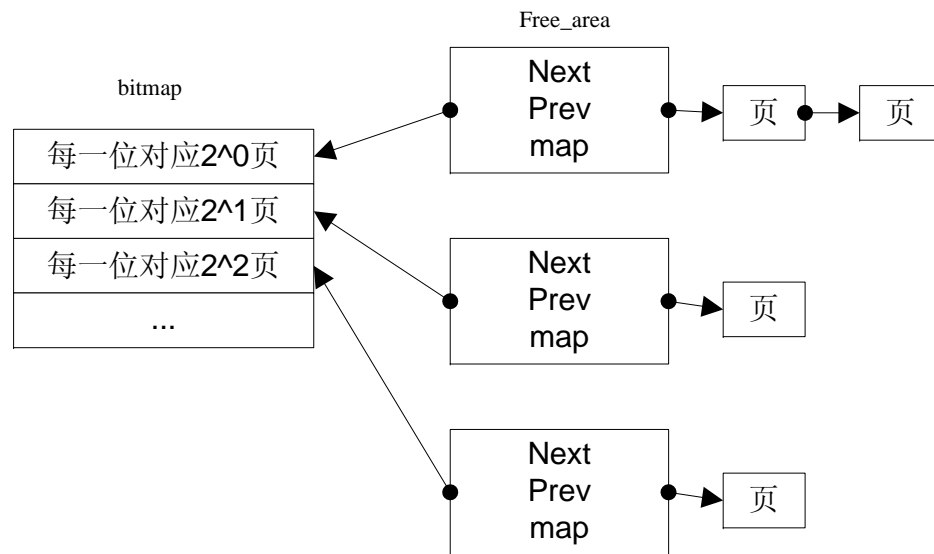 Free_area
bitmap
Next
Prev
map
页
页
每一位对应2^0页
每一位对应2^1页
每一位对应2^2页
...
Next
Prev
map
页
Next
Prev
map
页